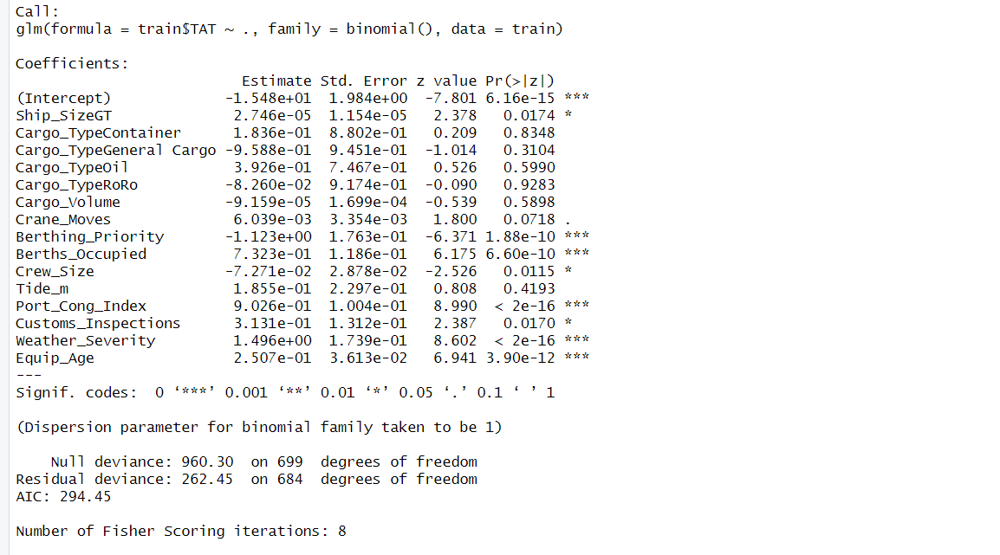 Call:
glm(formula = train$TAT ~ ., family = binomial(), data = train)
Coefficients:
Estimate Std. Error z value Pr(>|z|)
(Intercept) -1.548e+01 1.984e+00 -7.801 6.16e-15 ***
Ship_SizeGT 2.746e-05 1.154e-05 2.378 0.0174 *
Cargo_TypeContainer 1.836e-01 8.802e-01 0.209 0.8348
Cargo_TypeGeneral Cargo -9.588e-01 9.451e-01 -1.014 0.3104
Cargo_TypeOil 3.926e-01 7.467e-01 0.526 0.5990
Cargo_TypeRoRo -8.260e-02 9.174e-01 -0.090 0.9283
Cargo_Volume -9.159e-05 1.699e-04 -0.539 0.5898
Crane_Moves 6.039e-03 3.354e-03 1.800 0.0718 .
Berthing_Priority -1.123e+00 1.763e-01 -6.371 1.88e-10 ***
Berths_Occupied 7.323e-01 1.186e-01 6.175 6.60e-10 ***
Crew_Size -7.271e-02 2.878e-02 -2.526 0.0115 *
Tide_m 1.855e-01 2.297e-01 0.808 0.4193
Port_Cong_Index 9.026e-01 1.004e-01 8.990 < 2e-16 ***
Customs_Inspections 3.131e-01 1.312e-01 2.387 0.0170 *
Weather_Severity 1.496e+00 1.739e-01 8.602 < 2e-16 ***
Equip_Age 2.507e-01 3.613e-02 6.941 3.90e-12 ***
---
Signif. codes: 0 ‘***’ 0.001 ‘**’ 0.01 ‘*’ 0.05 ‘.’ 0.1 ‘ ’ 1
(Dispersion parameter for binomial family taken to be 1)
Null deviance: 960.30 on 699 degrees of freedom
Residual deviance: 262.45 on 684 degrees of freedom
AIC: 294.45
Number of Fisher Scoring iterations: 8